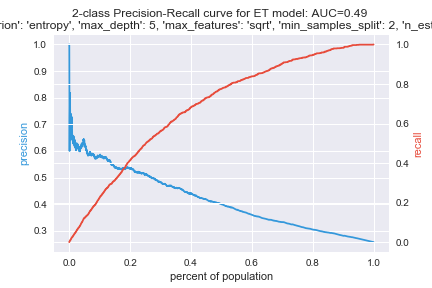 2-class Precision-Recall curve for ET model: AUC=0.49
rion': 'entropy', 'max_depth': 5, 'max_features': 'sqrt', 'min_samples_split': 2, 'n_est
1.0 1.0
0.9
0.8 0.8
0.7
0.6 0.6
0.5 0.4
0.4
0.2
0.3
0.0
precision
recall
0.0 0.2 0.4 0.6 0.8 1.0
percent of population